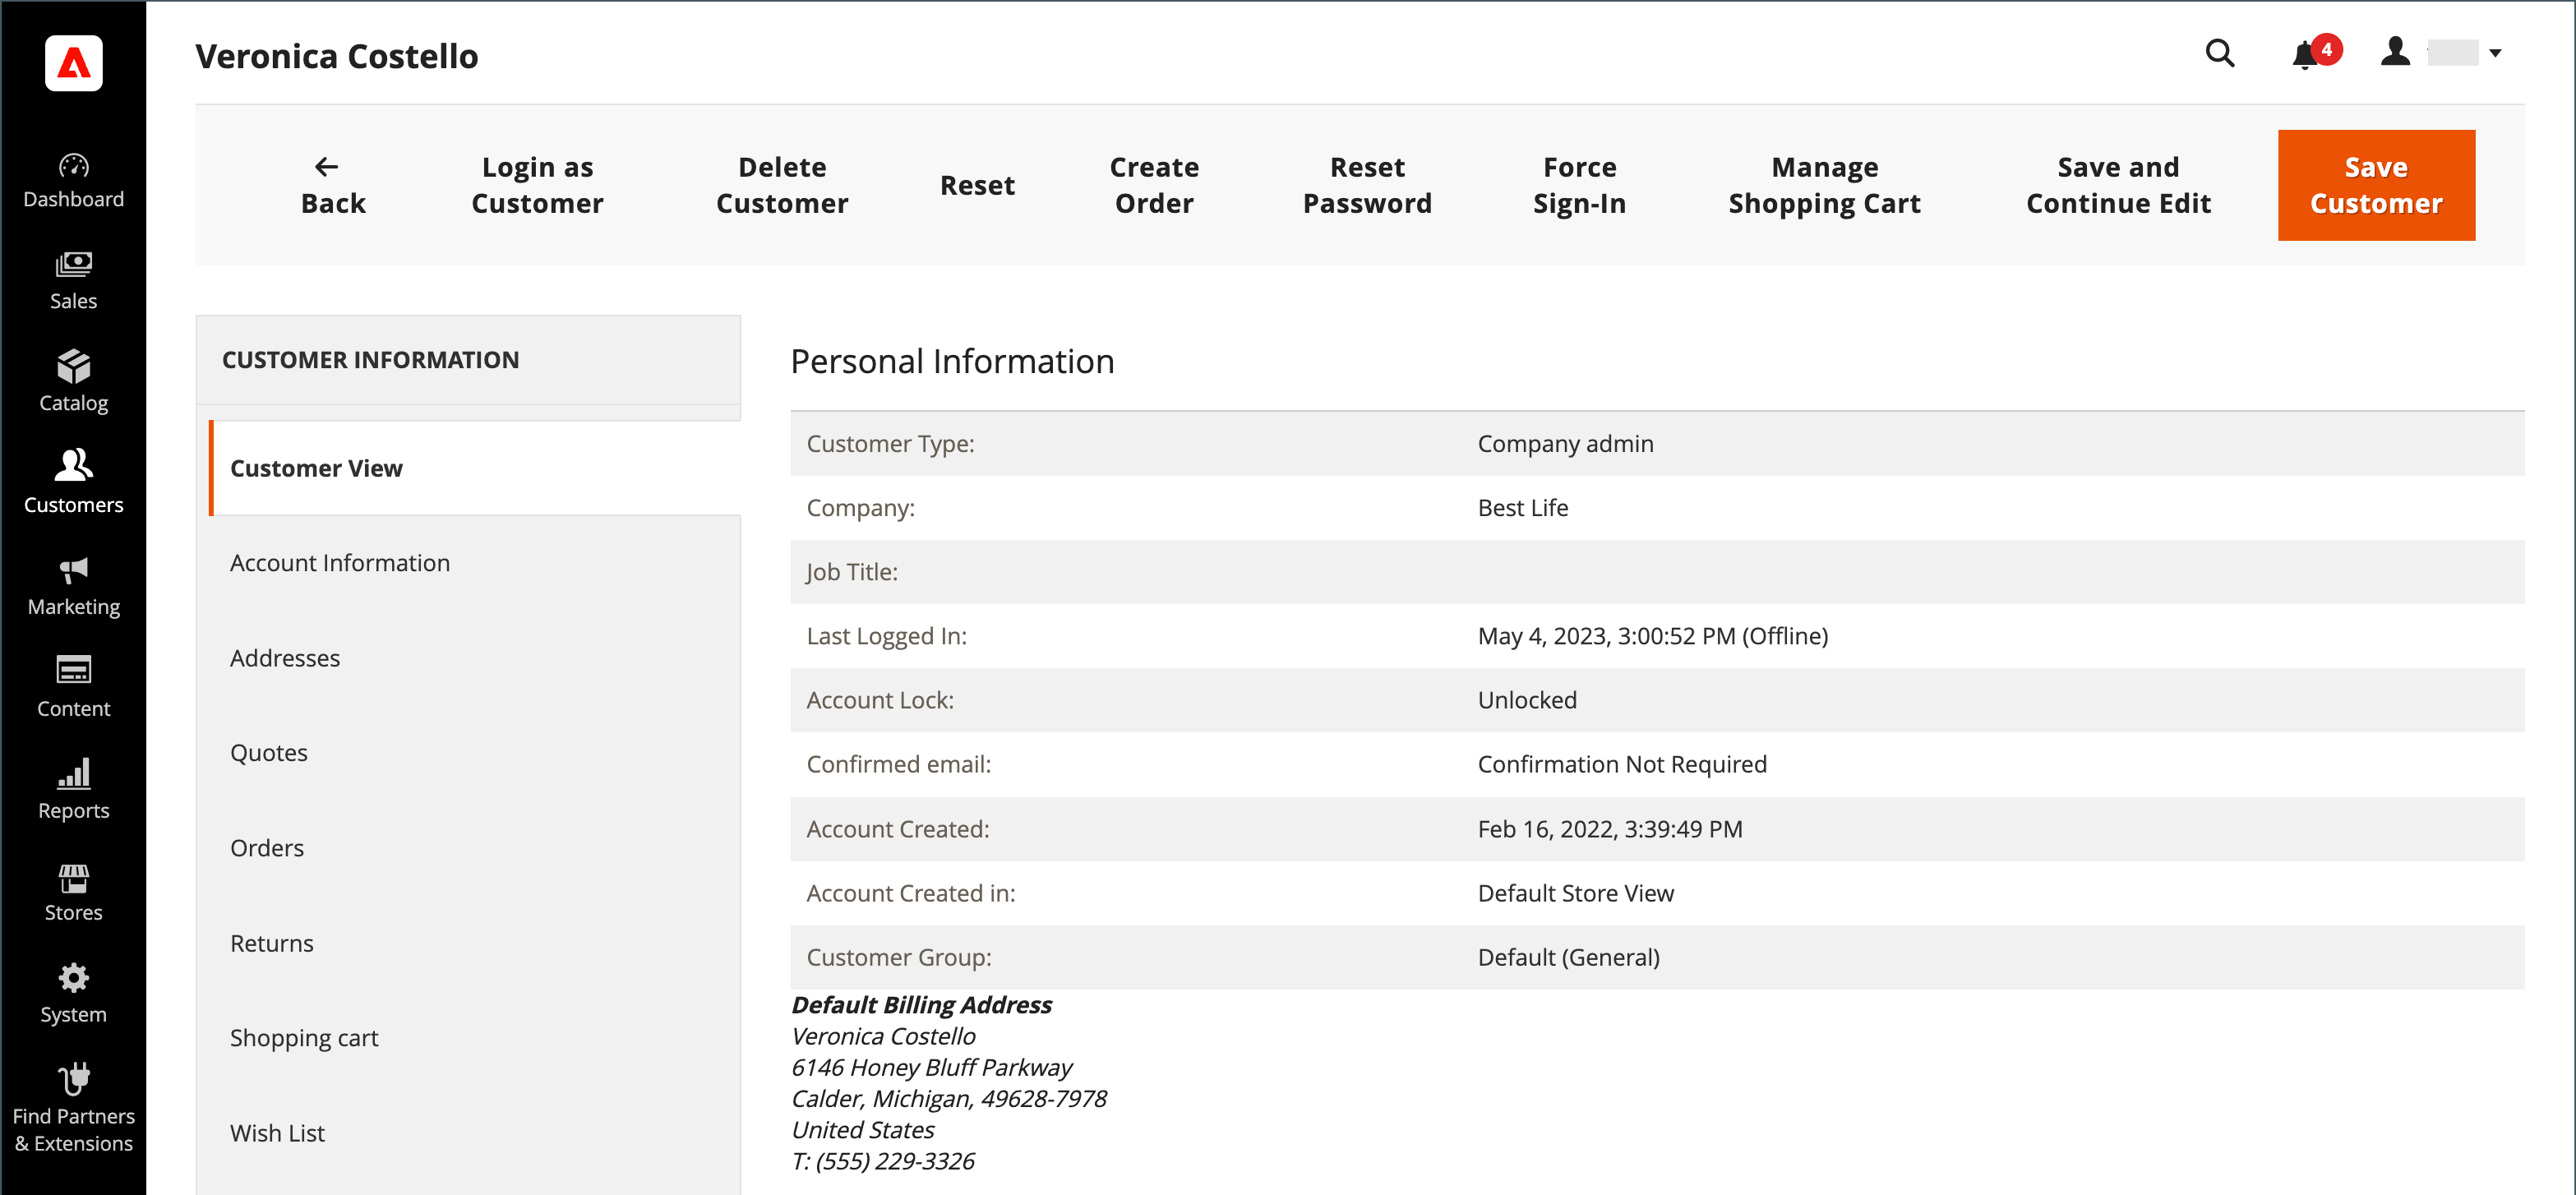 Veronica Costello
4
Back
Login as
Customer
Delete
Customer
Reset
Create
Order
Reset
Password
Force
Sign-In
Manage
Shopping Cart
Save and
Continue Edit
Save
Customer
Dashboard
Sales
Catalog
Customers
Marketing
Content
Reports
Stores
System
Find Partners
& Extensions
CUSTOMER INFORMATION
Customer View
Account Information
Addresses
Quotes
Orders
Returns
Shopping cart
Wish List
Personal Information
Customer Type: Company admin
Company: Best Life
Job Title:
Last Logged In: May 4, 2023, 3:00:52 PM (Offline)
Account Lock: Unlocked
Confirmed email: Confirmation Not Required
Account Created: Feb 16, 2022, 3:39:49 PM
Account Created in: Default Store View
Customer Group: Default (General)
Default Billing Address
Veronica Costello
6146 Honey Bluff Parkway
Calder, Michigan, 49628-7978
United States
T: (555) 229-3326